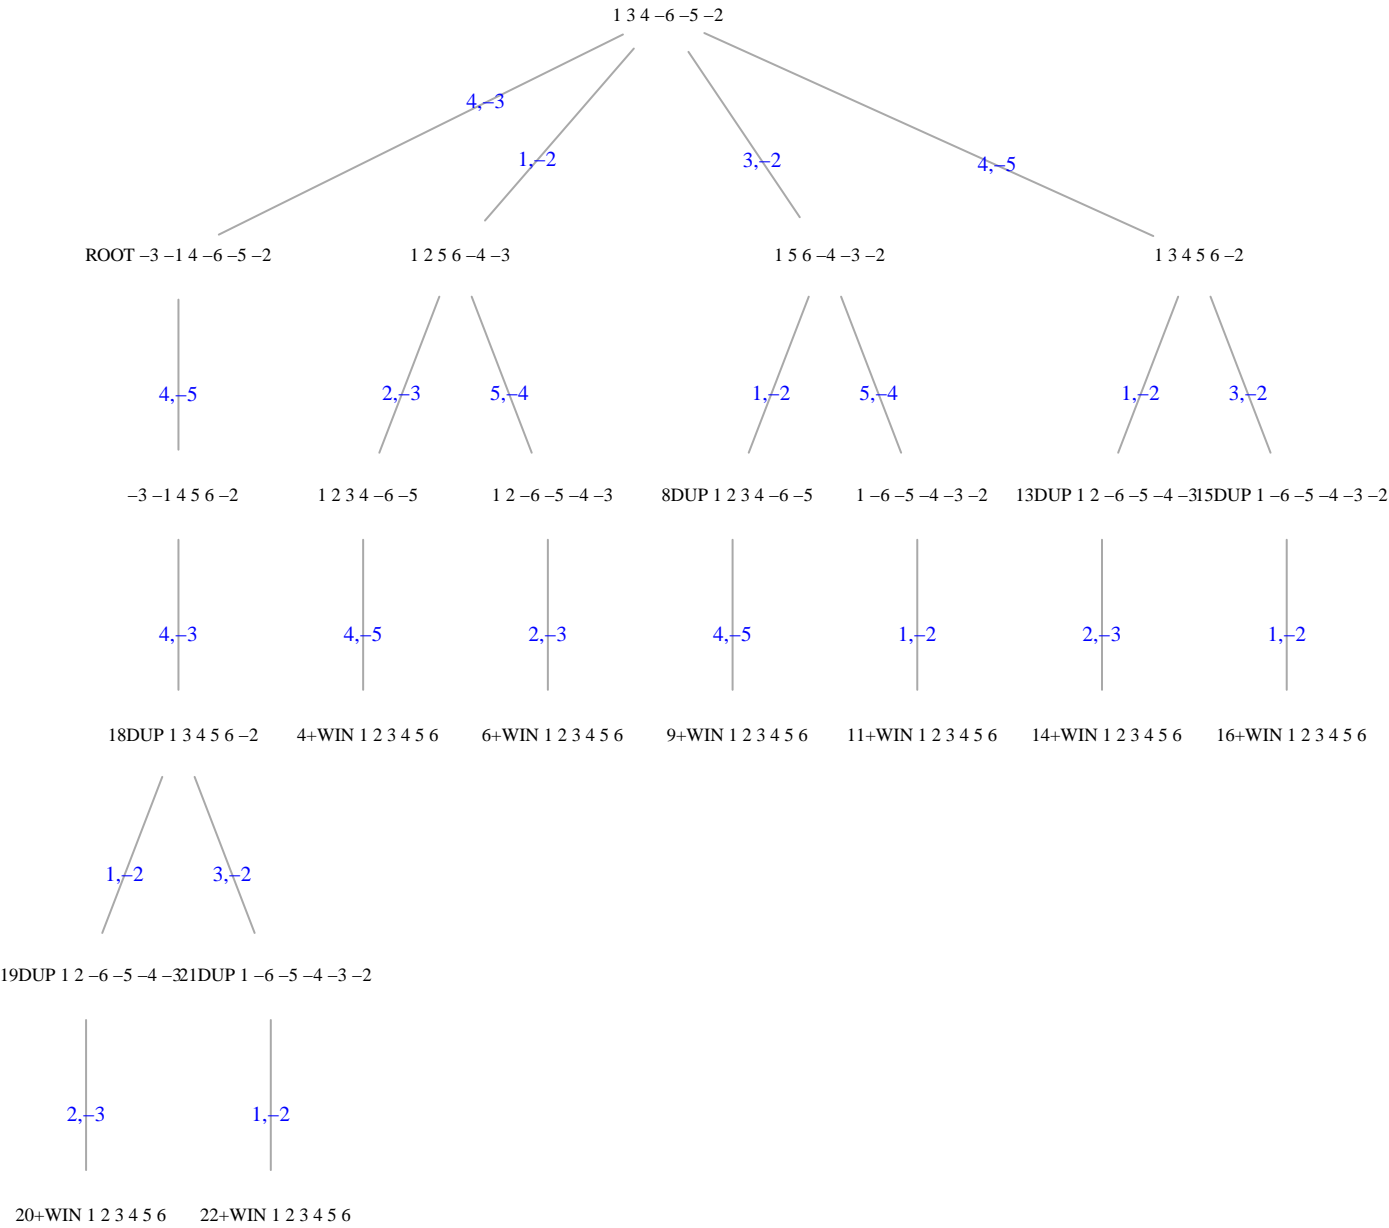 1 3 4 –6 –5 –2
4,–3
1,–2
3,–2
4,–5
ROOT –3 –1 4 –6 –5 –2
1 2 5 6 –4 –3
1 5 6 –4 –3 –2
1 3 4 5 6 –2
4,–5
2,–3
5,–4
1,–2
5,–4
1,–2
3,–2
–3 –1 4 5 6 –2
1 2 3 4 –6 –5
1 2 –6 –5 –4 –3
8DUP 1 2 3 4 –6 –5
1 –6 –5 –4 –3 –2
13DUP 1 2 –6 –5 –4 –3
15DUP 1 –6 –5 –4 –3 –2
4,–3
4,–5
2,–3
4,–5
1,–2
2,–3
1,–2
18DUP 1 3 4 5 6 –2
4+WIN 1 2 3 4 5 6
6+WIN 1 2 3 4 5 6
9+WIN 1 2 3 4 5 6
11+WIN 1 2 3 4 5 6
14+WIN 1 2 3 4 5 6
16+WIN 1 2 3 4 5 6
1,–2
3,–2
19DUP 1 2 –6 –5 –4 –3
21DUP 1 –6 –5 –4 –3 –2
2,–3
1,–2
20+WIN 1 2 3 4 5 6
22+WIN 1 2 3 4 5 6